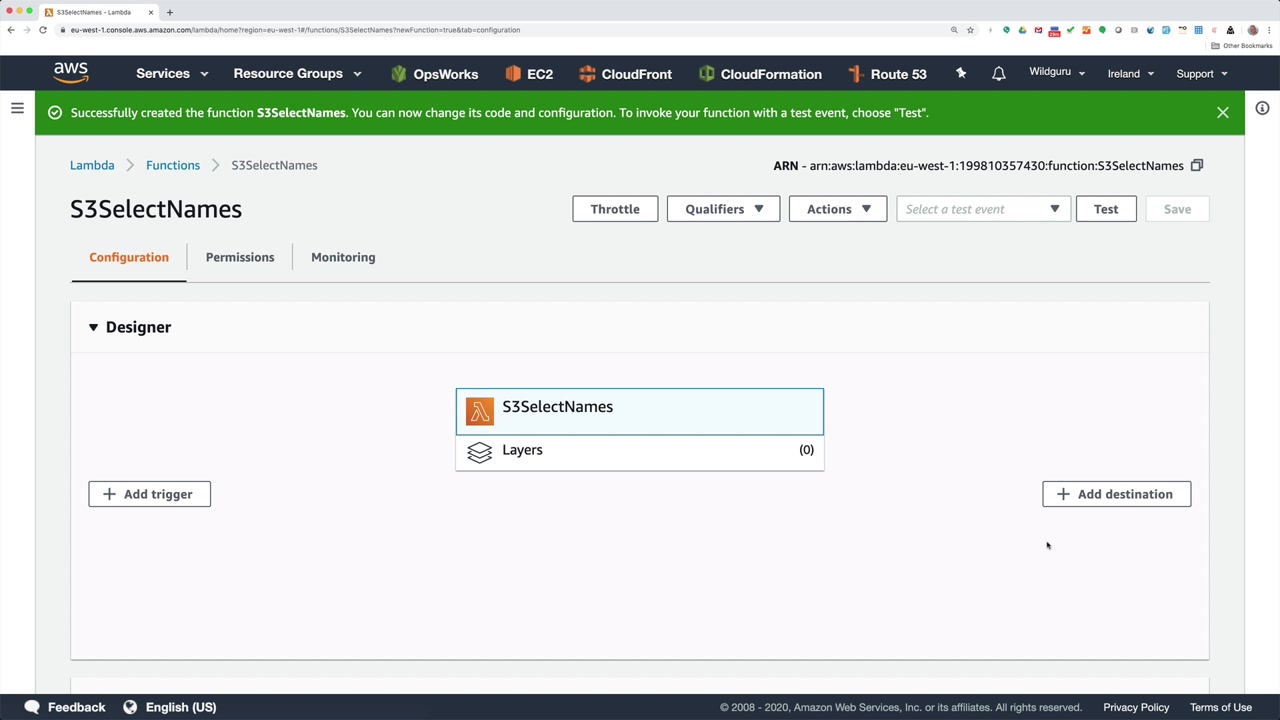 S3SelectNames - Lambda
eu-west-1.console.aws.amazon.com/lambda/home?region=eu-west-1#/functions/S3SelectNames?newFunction=true&tab=configuration
Other Bookmarks
aws
Services
Resource Groups
OpsWorks
EC2
CloudFront
CloudFormation
Route 53
Wildguru
Ireland
Support
Successfully created the function S3SelectNames. You can now change its code and configuration. To invoke your function with a test event, choose "Test".
Lambda
Functions
S3SelectNames
ARN - arn:aws:lambda:eu-west-1:199810357430:function:S3SelectNames
S3SelectNames
Throttle
Qualifiers
Actions
Select a test event
Test
Save
Configuration
Permissions
Monitoring
Designer
S3SelectNames
Layers
(0)
Add trigger
Add destination
Feedback
English (US)
© 2008 - 2020, Amazon Web Services, Inc. or its affiliates. All rights reserved.
Privacy Policy
Terms of Use